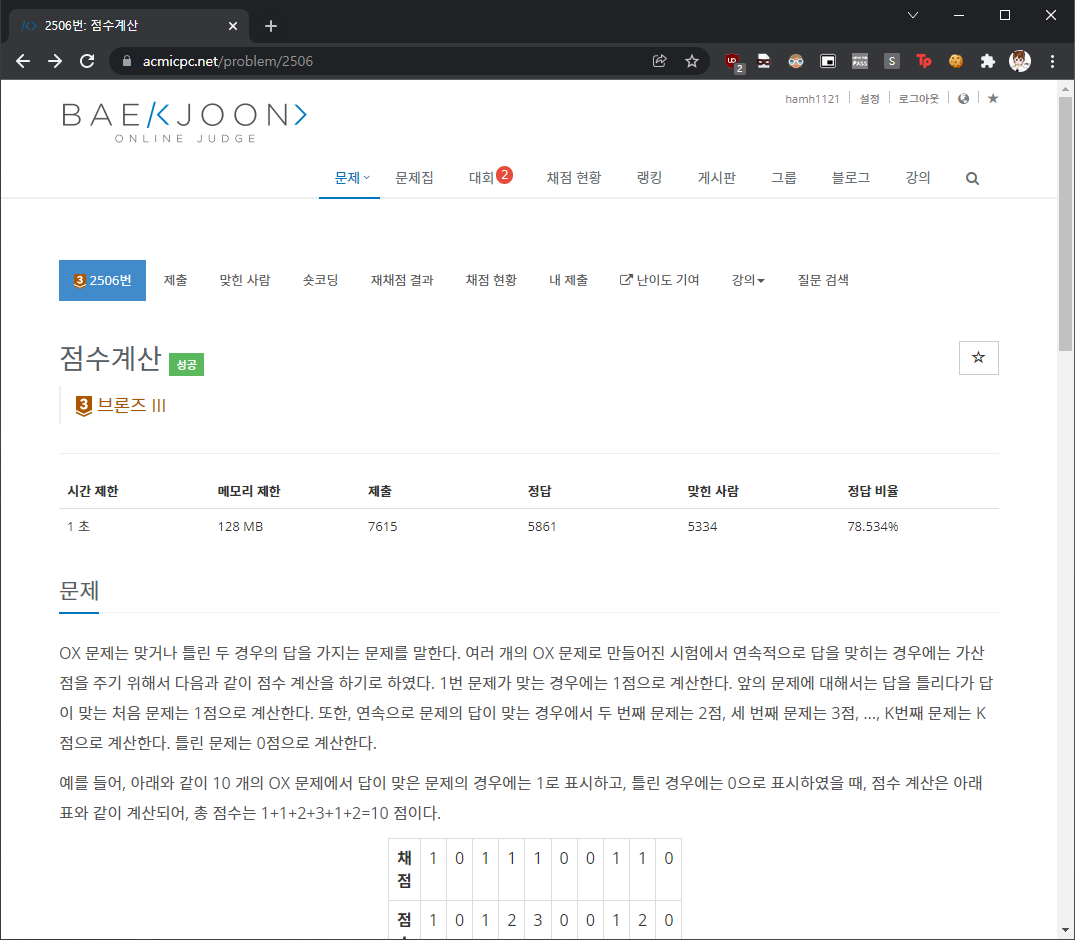 2506번: 점수계산
acmicpc.net/problem/2506
UD 2
PASS
S
Tp
hamh1121 설정 로그아웃
BAEKJOON>
ONLINE JUDGE
문제 문제집 대회 2 채점 현황 랭킹 게시판 그룹 블로그 강의
3 2506번 제출 맞힌 사람 숏코딩 재채점 결과 채점 현황 내 제출 난이도 기여 강의 질문 검색
점수계산 성공
3 브론즈 III
시간 제한 메모리 제한 제출 정답 맞힌 사람 정답 비율
1 초 128 MB 7615 5861 5334 78.534%
문제
OX 문제는 맞거나 틀린 두 경우의 답을 가지는 문제를 말한다. 여러 개의 OX 문제로 만들어진 시험에서 연속적으로 답을 맞히는 경우에는 가산
점을 주기 위해서 다음과 같이 점수 계산을 하기로 하였다. 1번 문제가 맞는 경우에는 1점으로 계산한다. 앞의 문제에 대해서는 답을 틀리다가 답
이 맞는 처음 문제는 1점으로 계산한다. 또한, 연속으로 문제의 답이 맞는 경우에서 두 번째 문제는 2점, 세 번째 문제는 3점, ..., K번째 문제는 K
점으로 계산한다. 틀린 문제는 0점으로 계산한다.
예를 들어, 아래와 같이 10 개의 OX 문제에서 답이 맞은 문제의 경우에는 1로 표시하고, 틀린 경우에는 0으로 표시하였을 때, 점수 계산은 아래
표와 같이 계산되어, 총 점수는 1+1+2+3+1+2=10 점이다.
채점 1 0 1 1 1 0 0 1 1 0
점 1 0 1 2 3 0 0 1 2 0